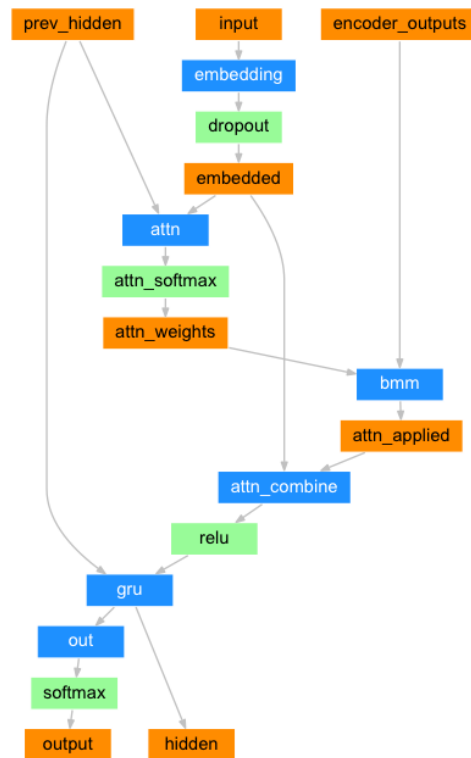 prev_hidden
input
encoder_outputs
embedding
dropout
embedded
attn
attn_softmax
attn_weights
bmm
attn_applied
attn_combine
relu
gru
out
softmax
output
hidden